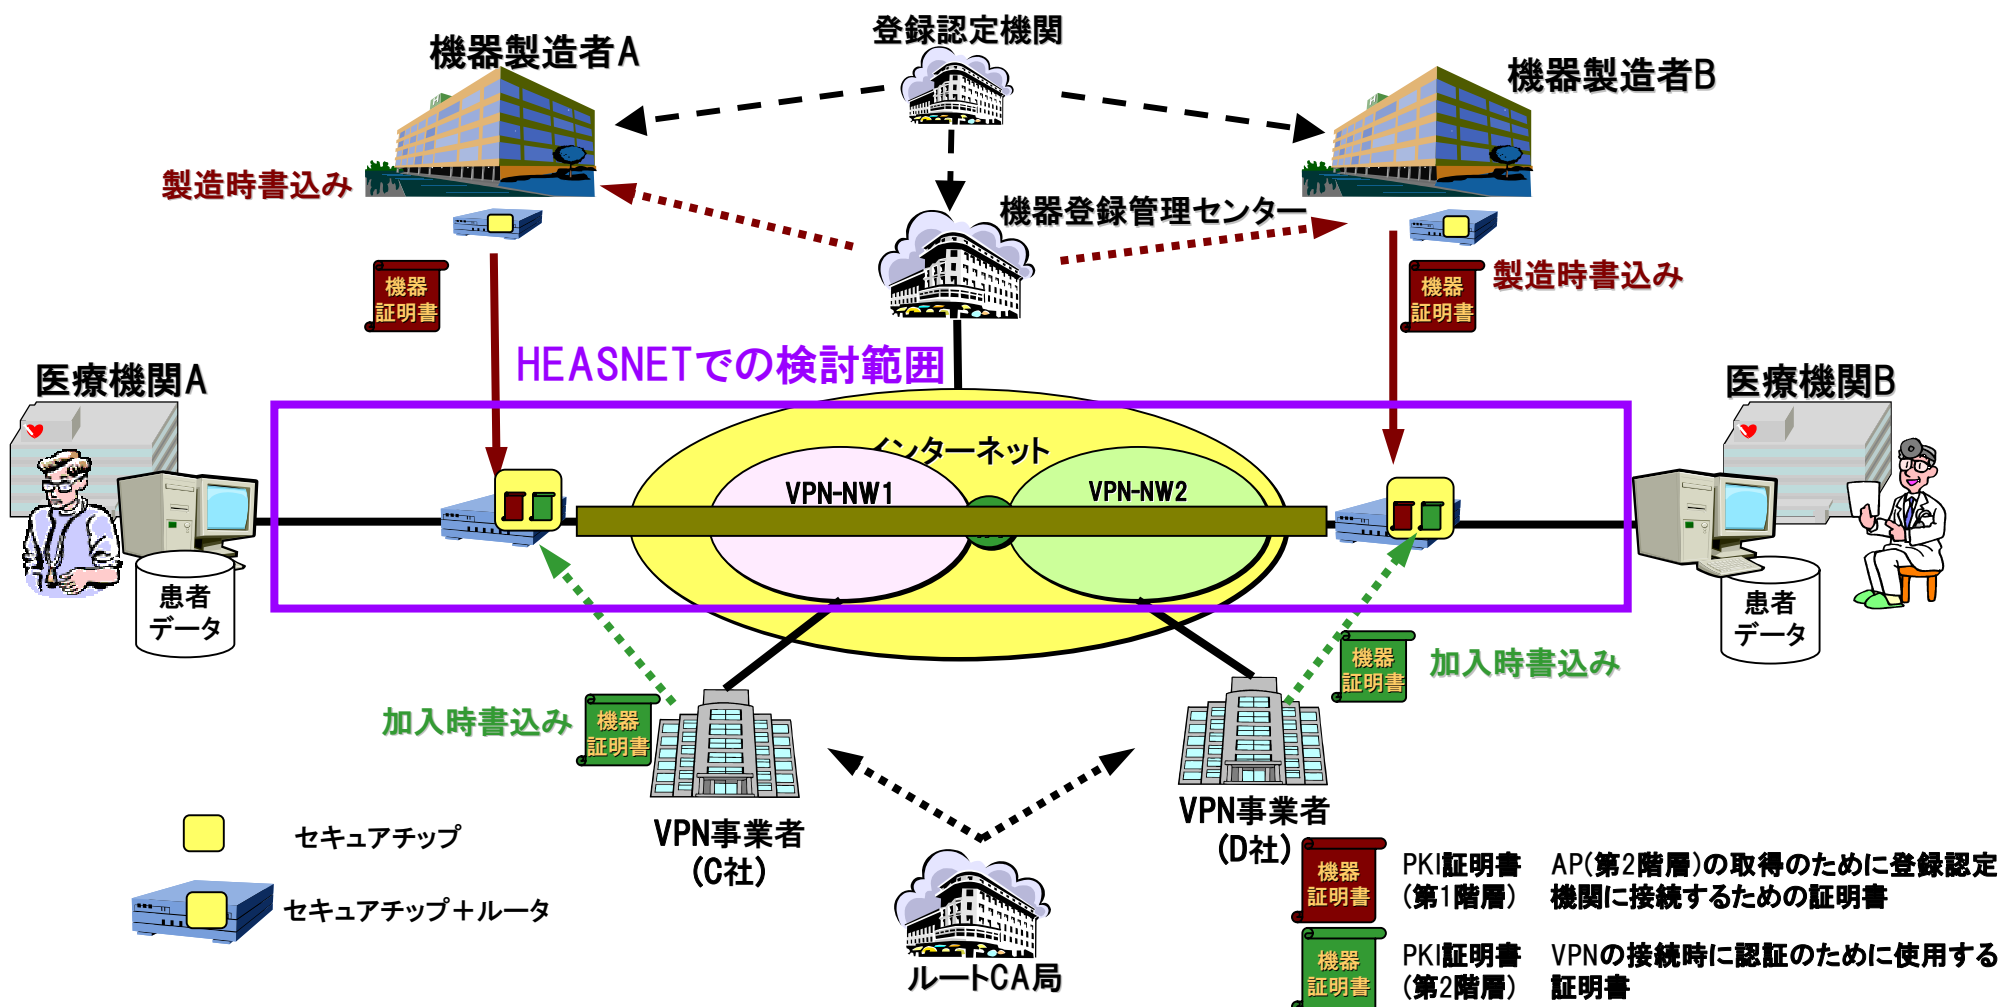 登録認定機関
機器製造者A
機器製造者B
製造時書込み
機器登録管理センター
機器
証明書
機器
証明書
製造時書込み
HEASNETでの検討範囲
医療機関A
医療機関B
インターネット
VPN-NW1
VPN-NW2
患者
データ
患者
データ
機器
証明書
加入時書込み
加入時書込み
機器
証明書
VPN事業者
(C社)
VPN事業者
(D社)
セキュアチップ
セキュアチップ＋ルータ
ルートCA局
機器
証明書
PKI証明書 AP(第2階層)の取得のために登録認定
(第1階層) 機関に接続するための証明書
機器
証明書
PKI証明書 VPNの接続時に認証のために使用する
(第2階層) 証明書